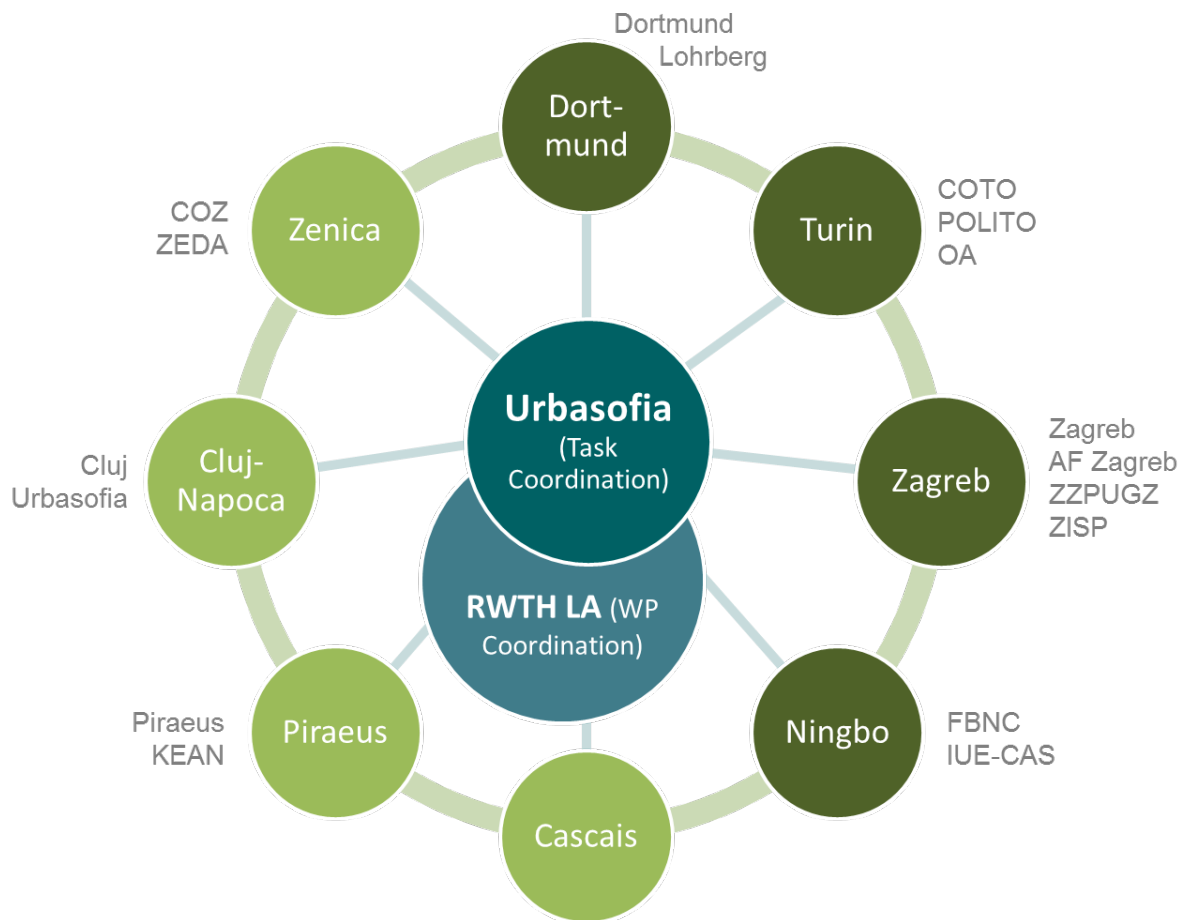 Dortmund
Lohrberg
Dort-
mund
COZ
ZEDA
Zenica
Turin
COTO
POLITO
OA
Urbasofia
(Task
Coordination)
Cluj
Urbasofia
Cluj-
Napoca
Zagreb
Zagreb
AF Zagreb
ZZPUGZ
ZISP
RWTH LA (WP
Coordination)
Piraeus
KEAN
Piraeus
Ningbo
FBNC
IUE-CAS
Cascais